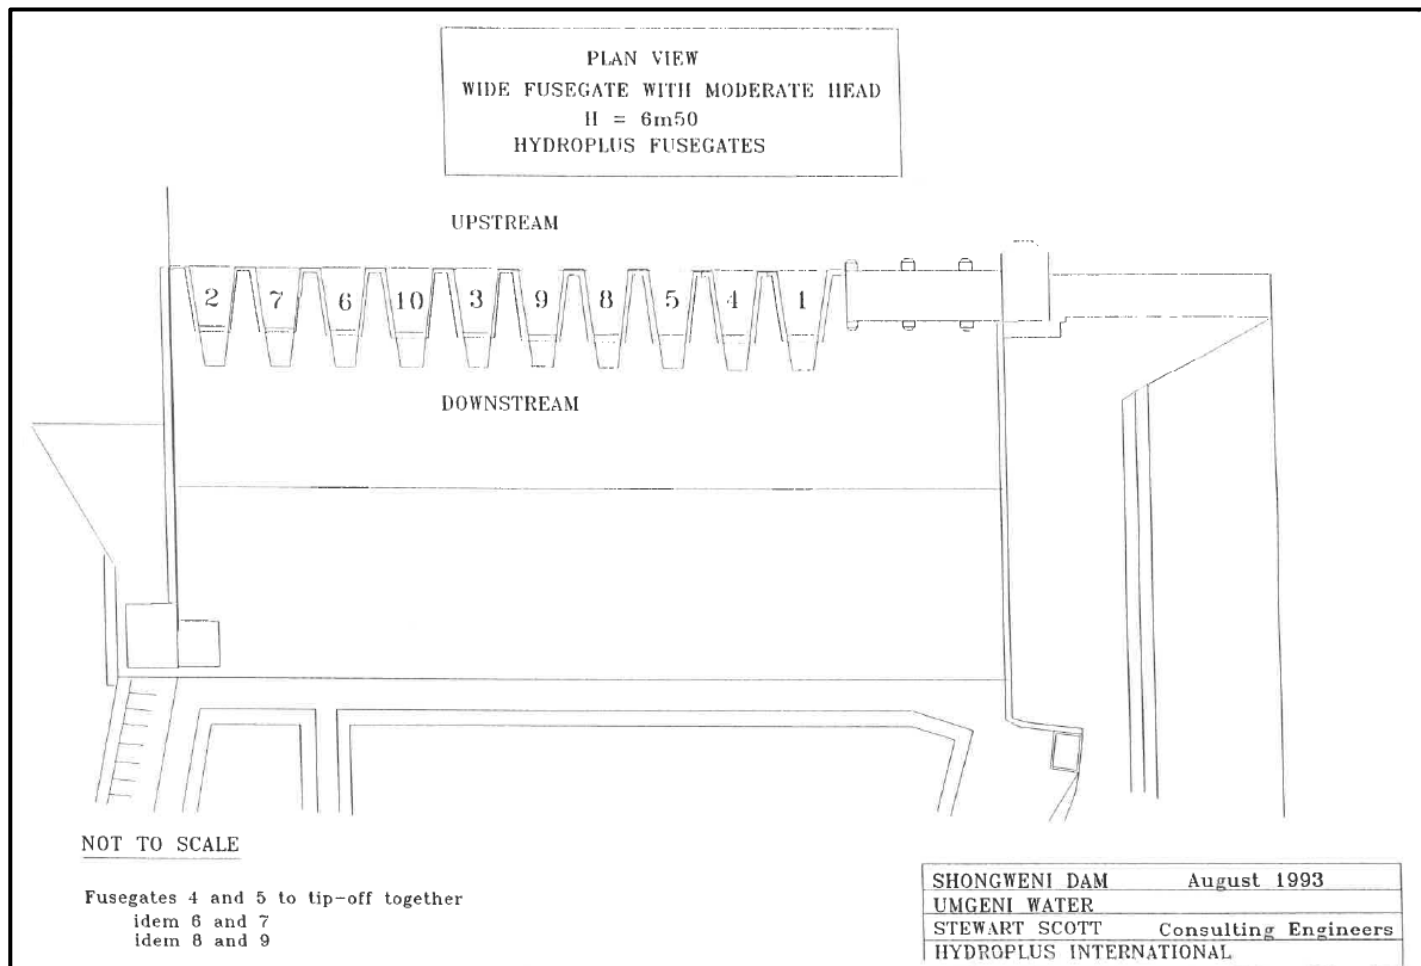 PLAN VIEW
WIDE FUSEGATE WITH MODERATE HEAD
H = 6m50
HYDROPLUS FUSEGATES
UPSTREAM
2 7 6 10 3 9 8 5 4 1
DOWNSTREAM
NOT TO SCALE
Fusegates 4 and 5 to tip-off together
idem 6 and 7
idem 8 and 9
SHONGWENI DAM August 1993
UMGENI WATER
STEWART SCOTT Consulting Engineers
HYDROPLUS INTERNATIONAL